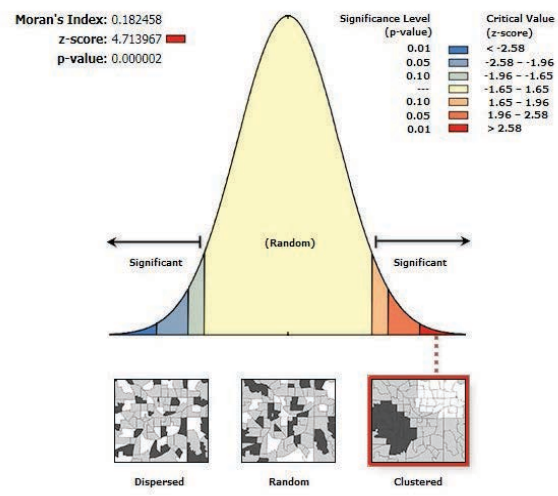 Moran's Index: 0.182458
z-score: 4.713967
p-value: 0.000002
Significance Level
(p-value)
Critical Value
(z-score)
0.01 < -2.58
0.05 -2.58 – -1.96
0.10 -1.96 – -1.65
--- -1.65 – 1.65
0.10 1.65 – 1.96
0.05 1.96 – 2.58
0.01 > 2.58
(Random)
Significant Significant
Dispersed Random Clustered